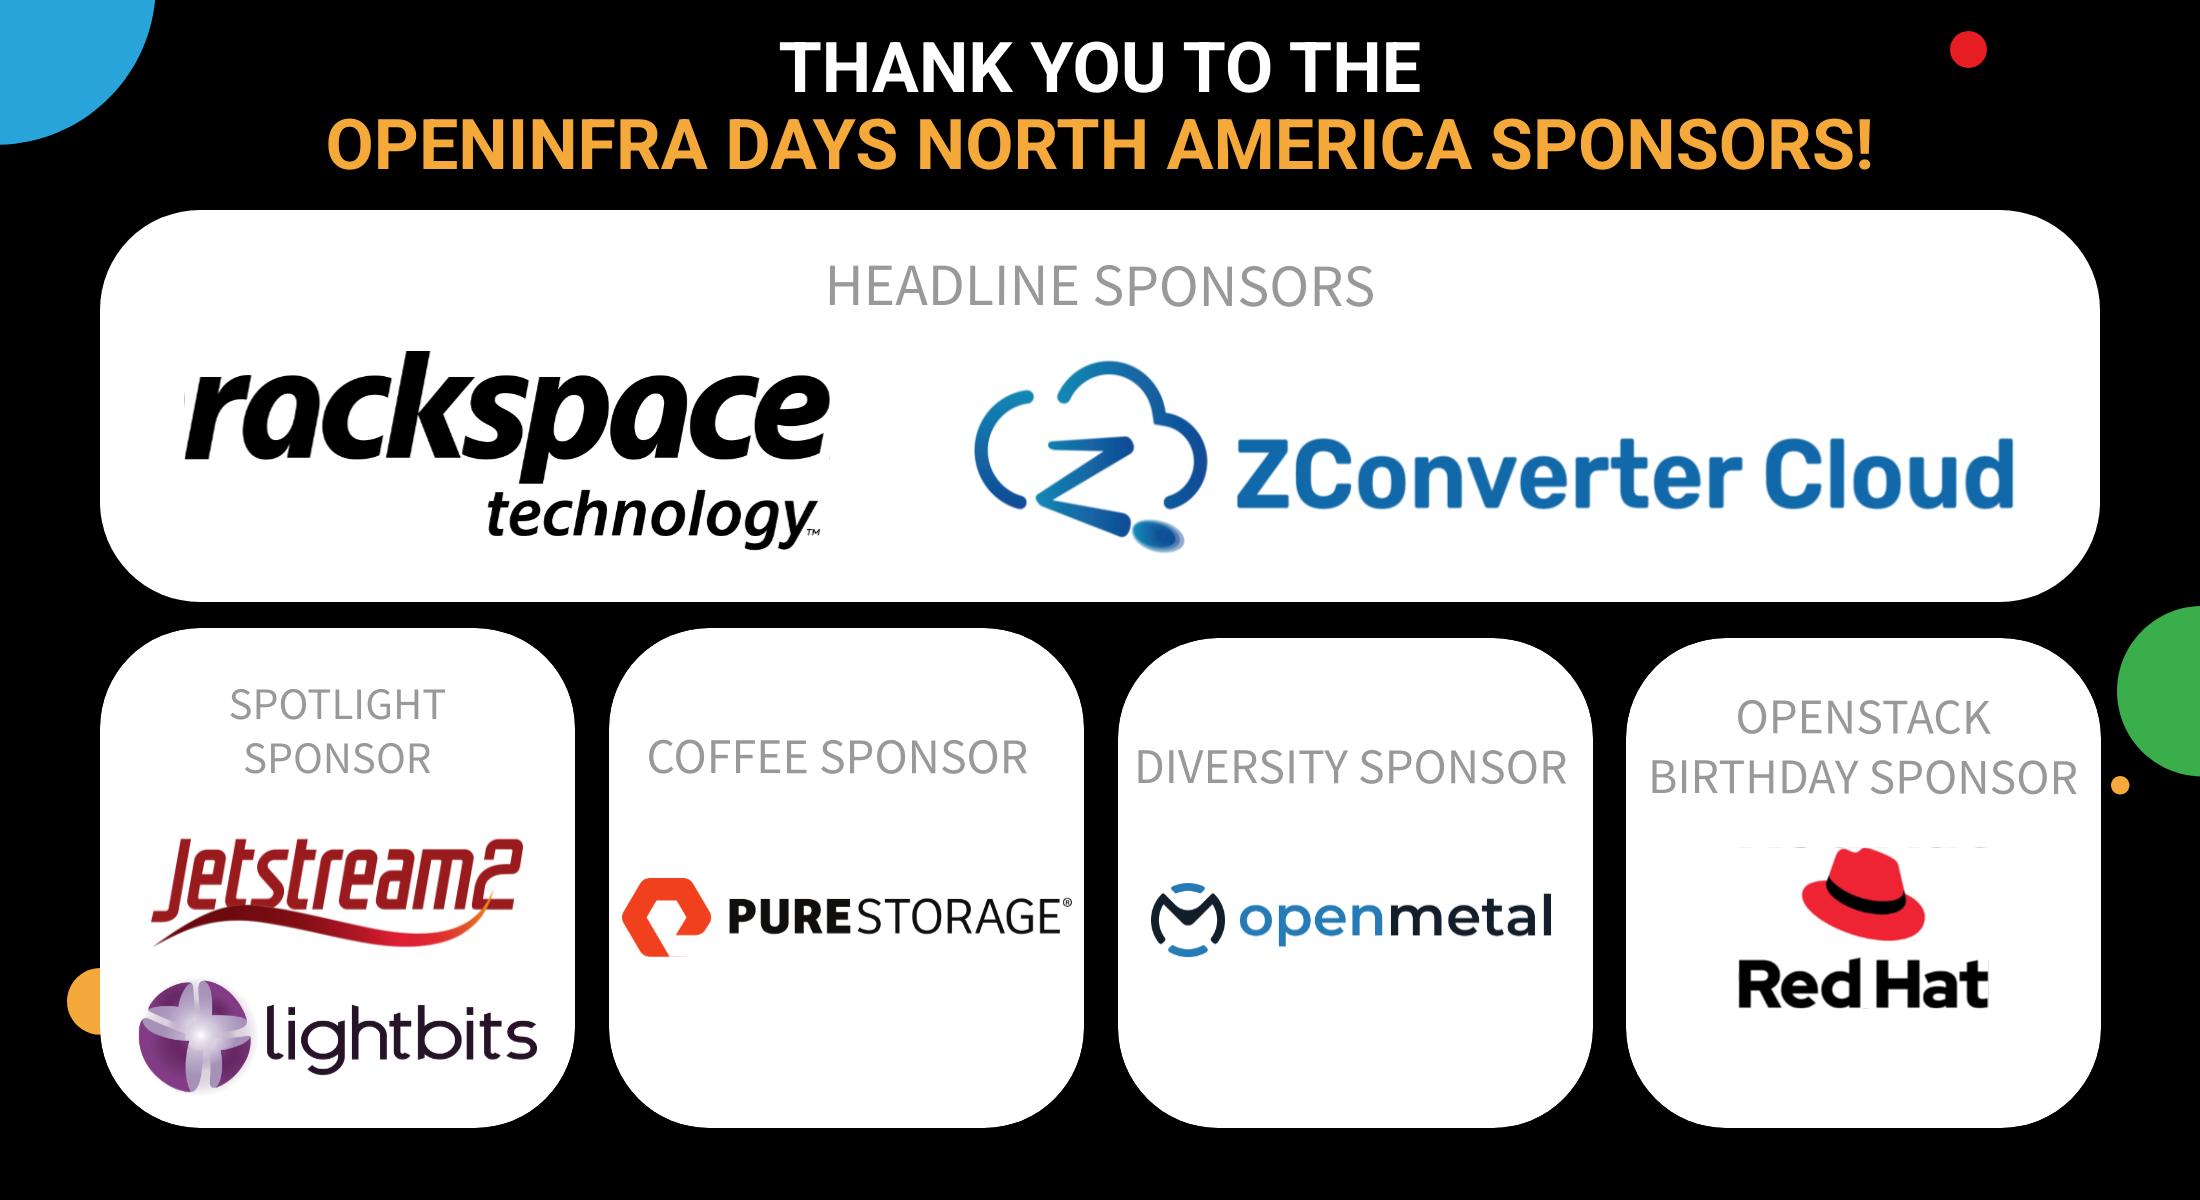 THANK YOU TO THE
OPENINFRA DAYS NORTH AMERICA SPONSORS!
HEADLINE SPONSORS
rackspace
technology™
ZConverter Cloud
SPOTLIGHT
SPONSOR
Jetstream2
lightbits
COFFEE SPONSOR
PURESTORAGE®
DIVERSITY SPONSOR
openmetal
OPENSTACK
BIRTHDAY SPONSOR
Red Hat